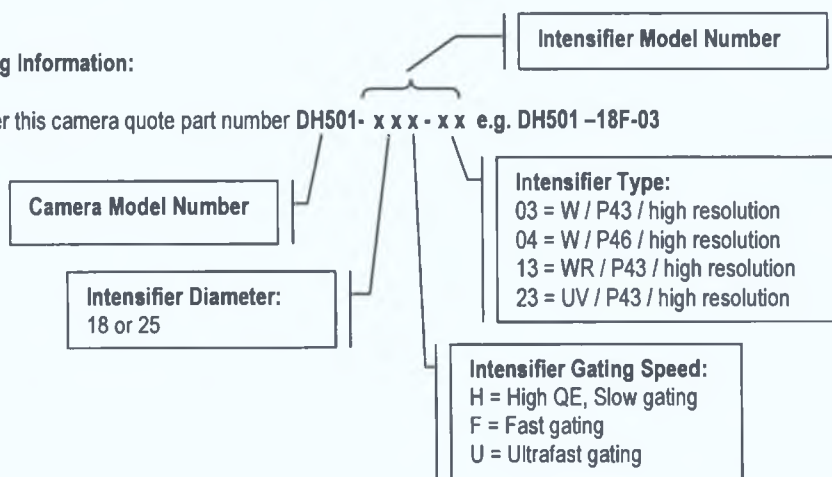 Intensifier Model Number
g Information:
er this camera quote part number DH501- x x x - x x e.g. DH501 –18F-03
Camera Model Number
Intensifier Type:
03 = W / P43 / high resolution
04 = W / P46 / high resolution
13 = WR / P43 / high resolution
23 = UV / P43 / high resolution
Intensifier Diameter:
18 or 25
Intensifier Gating Speed:
H = High QE, Slow gating
F = Fast gating
U = Ultrafast gating